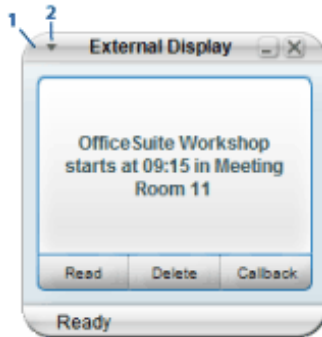 1 2
External Display
OfficeSuite Workshop
starts at 09:15 in Meeting
Room 11
Read Delete Callback
Ready